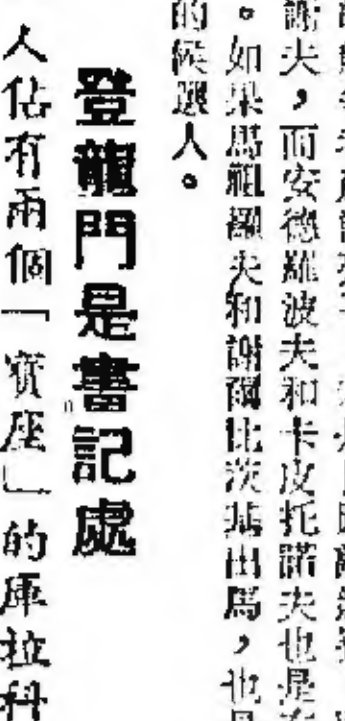 謝夫，而安德羅波夫和卡皮托諾夫也是
。如果馬祖羅夫和謝爾比茨基出馬，也
的候選人。
登龍門是書記處
人佔有兩個「寶座」的庫拉科